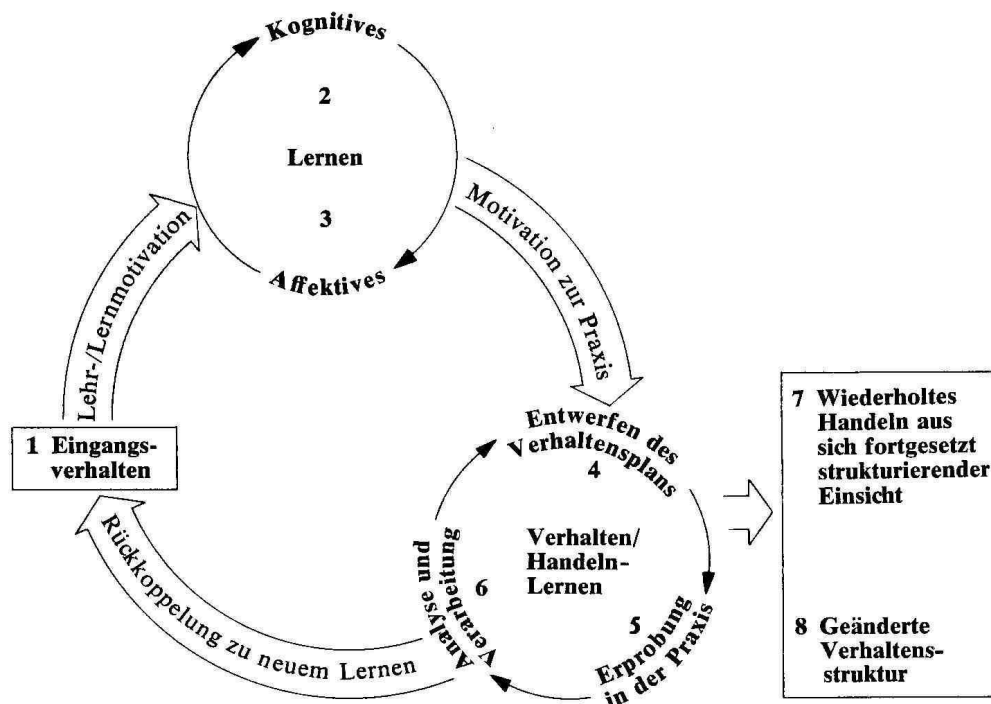 Kognitives
2
Lernen
3
Affektives
Lehr-/Lernmotivation
Motivation zur Praxis
1 Eingangs-
verhalten
Entwerfen des
Verhaltensplans
4
Verhalten/
Handeln-
Lernen
5
Erprobung
in der Praxis
6
Analyse und
Verarbeitung
Rückkoppelung zu neuem Lernen
7 Wiederholtes
Handeln aus
sich fortgesetzt
strukturierender
Einsicht
8 Geänderte
Verhaltens-
struktur